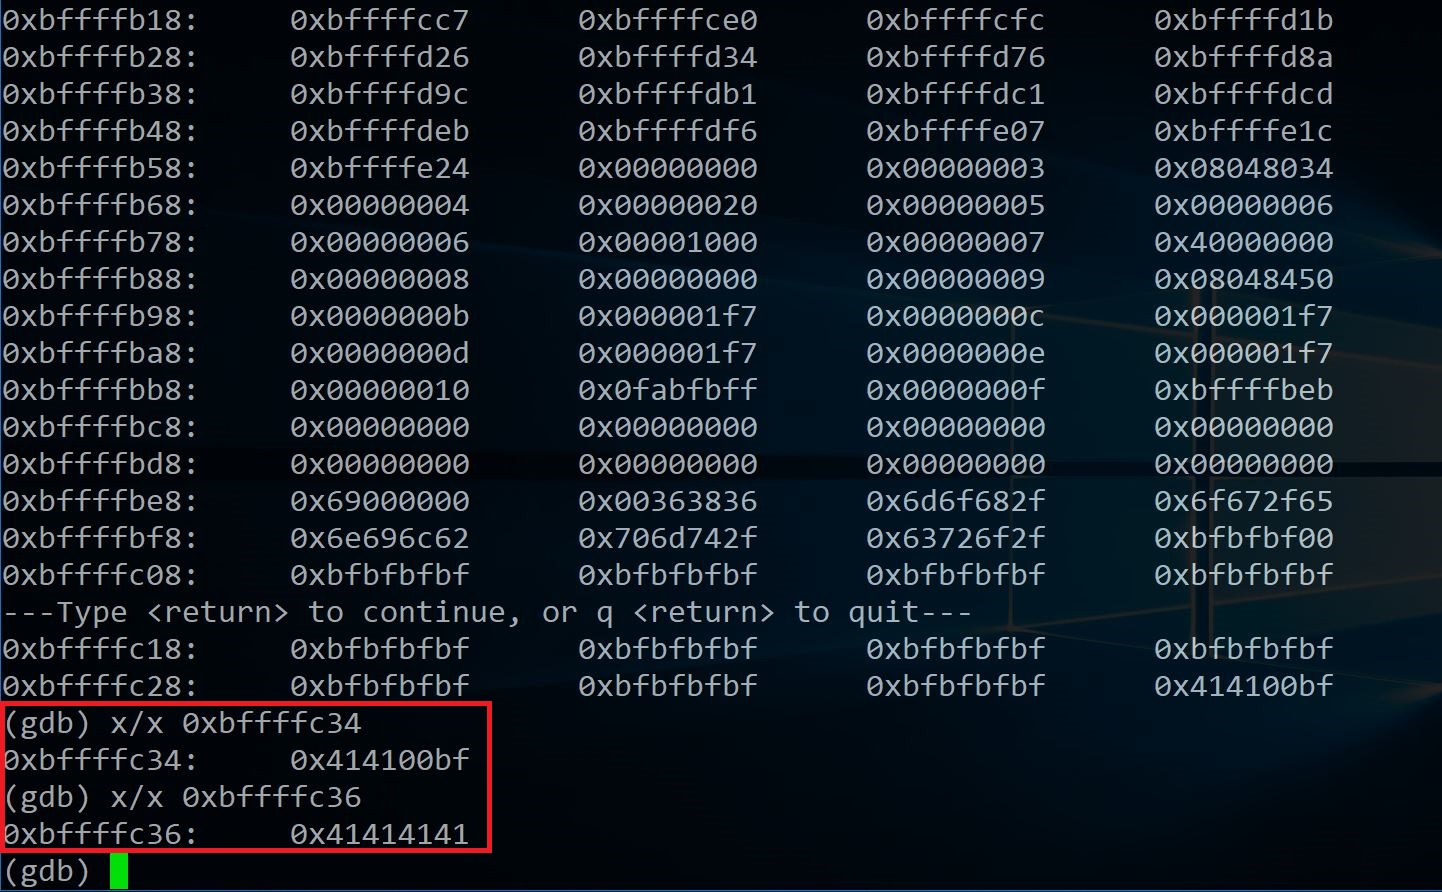 0xbffffb18:     0xbffffcc7      0xbffffce0      0xbffffcfc      0xbffffd1b
0xbffffb28:     0xbffffd26      0xbffffd34      0xbffffd76      0xbffffd8a
0xbffffb38:     0xbffffd9c      0xbffffdb1      0xbffffdc1      0xbffffdcd
0xbffffb48:     0xbffffdeb      0xbffffdf6      0xbffffe07      0xbffffe1c
0xbffffb58:     0xbffffe24      0x00000000      0x00000003      0x08048034
0xbffffb68:     0x00000004      0x00000020      0x00000005      0x00000006
0xbffffb78:     0x00000006      0x00001000      0x00000007      0x40000000
0xbffffb88:     0x00000008      0x00000000      0x00000009      0x08048450
0xbffffb98:     0x0000000b      0x000001f7      0x0000000c      0x000001f7
0xbffffba8:     0x0000000d      0x000001f7      0x0000000e      0x000001f7
0xbffffbb8:     0x00000010      0x0fabfbff      0x0000000f      0xbffffbeb
0xbffffbc8:     0x00000000      0x00000000      0x00000000      0x00000000
0xbffffbd8:     0x00000000      0x00000000      0x00000000      0x00000000
0xbffffbe8:     0x69000000      0x00363836      0x6d6f682f      0x6f672f65
0xbffffbf8:     0x6e696c62      0x706d742f      0x63726f2f      0xbfbfbf00
0xbffffc08:     0xbfbfbfbf      0xbfbfbfbf      0xbfbfbfbf      0xbfbfbfbf
---Type <return> to continue, or q <return> to quit---
0xbffffc18:     0xbfbfbfbf      0xbfbfbfbf      0xbfbfbfbf      0xbfbfbfbf
0xbffffc28:     0xbfbfbfbf      0xbfbfbfbf      0xbfbfbfbf      0x414100bf
(gdb) x/x 0xbffffc34
0xbffffc34:     0x414100bf
(gdb) x/x 0xbffffc36
0xbffffc36:     0x41414141
(gdb)